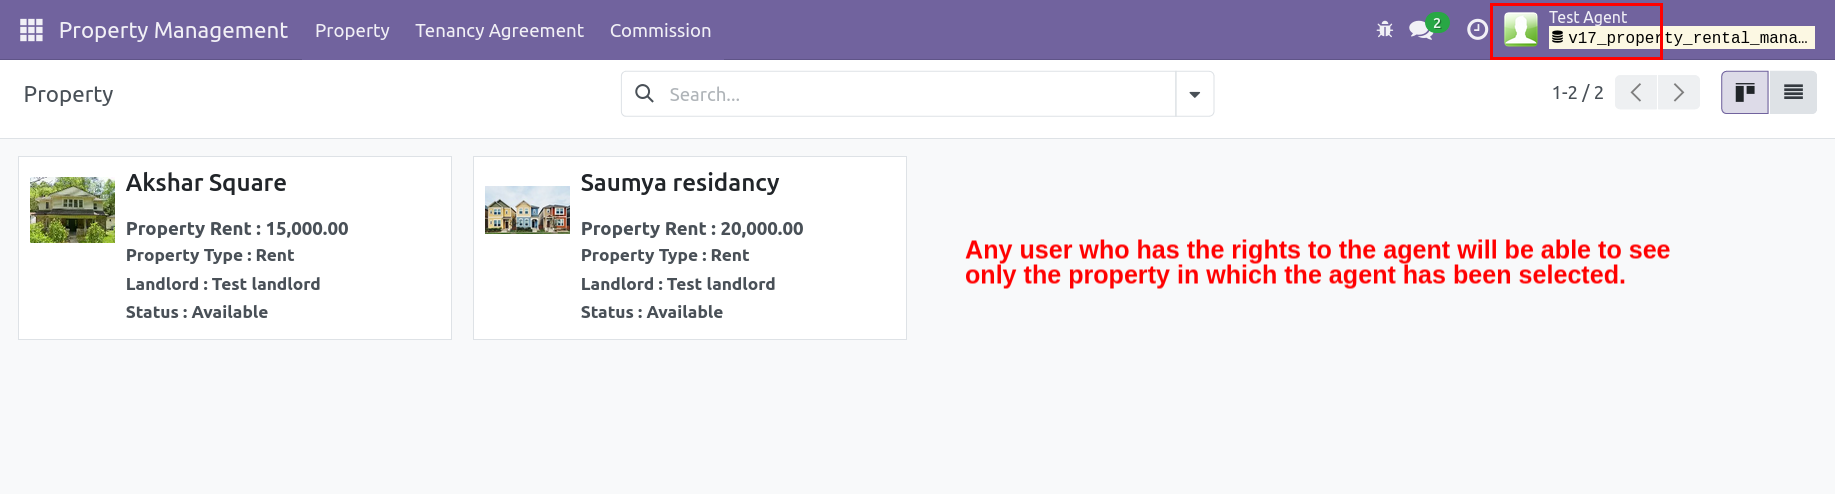 Property Management Property Tenancy Agreement Commission 2 Test Agent
v17_property_rental_mana...
Property Search... 1-2 / 2
Akshar Square
Property Rent : 15,000.00
Property Type : Rent
Landlord : Test landlord
Status : Available
Saumya residancy
Property Rent : 20,000.00
Property Type : Rent
Landlord : Test landlord
Status : Available
Any user who has the rights to the agent will be able to see
only the property in which the agent has been selected.